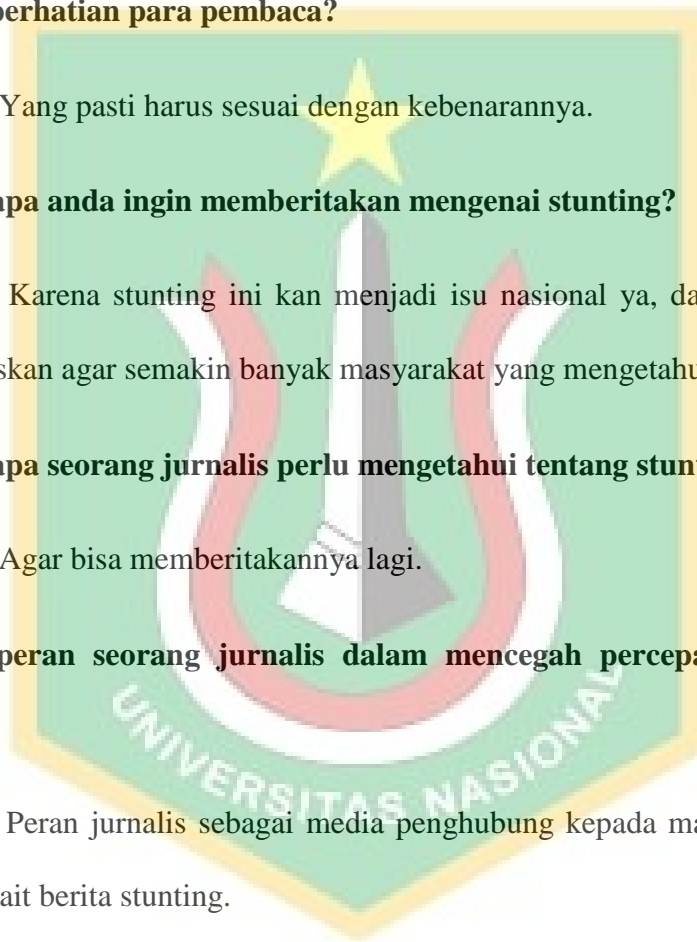 perhatian para pembaca?
Yang pasti harus sesuai dengan kebenarannya.
apa anda ingin memberitakan mengenai stunting?
Karena stunting ini kan menjadi isu nasional ya, da
skan agar semakin banyak masyarakat yang mengetahu
apa seorang jurnalis perlu mengetahui tentang stun
Agar bisa memberitakannya lagi.
peran seorang jurnalis dalam mencegah percepa
UNIVERSITAS NASIONAL
Peran jurnalis sebagai media penghubung kepada ma
ait berita stunting.